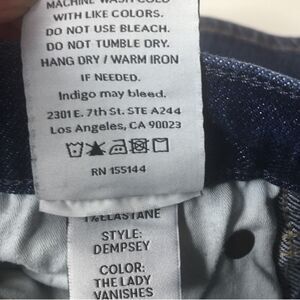 MACHINE WASH COLD
WITH LIKE COLORS.
DO NOT USE BLEACH.
DO NOT TUMBLE DRY.
HANG DRY / WARM IRON
IF NEEDED.
Indigo may bleed.
2301 E. 7th St. STE A244
Los Angeles, CA 90023
RN 155144
1% ELASTANE
STYLE:
DEMPSEY
COLOR:
THE LADY
VANISHES